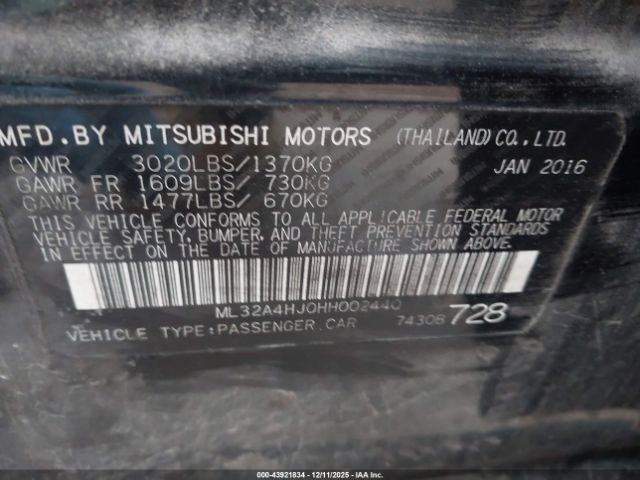 MFD.BY MITSUBISHI MOTORS (THAILAND)CO.,LTD.
GVWR 3020LBS/1370KG JAN 2016
GAWR FR 1609LBS/ 730KG
GAWR RR 1477LBS/ 670KG
THIS VEHICLE CONFORMS TO ALL APPLICABLE FEDERAL MOTOR
VEHICLE SAFETY, BUMPER, AND THEFT PREVENTION STANDARDS
IN EFFECT ON THE DATE OF MANUFACTURE SHOWN ABOVE.
ML32A4HJ0HH002440
VEHICLE TYPE:PASSENGER CAR 7430B 728
000-43921834 - 12/11/2025 - IAA, Inc.